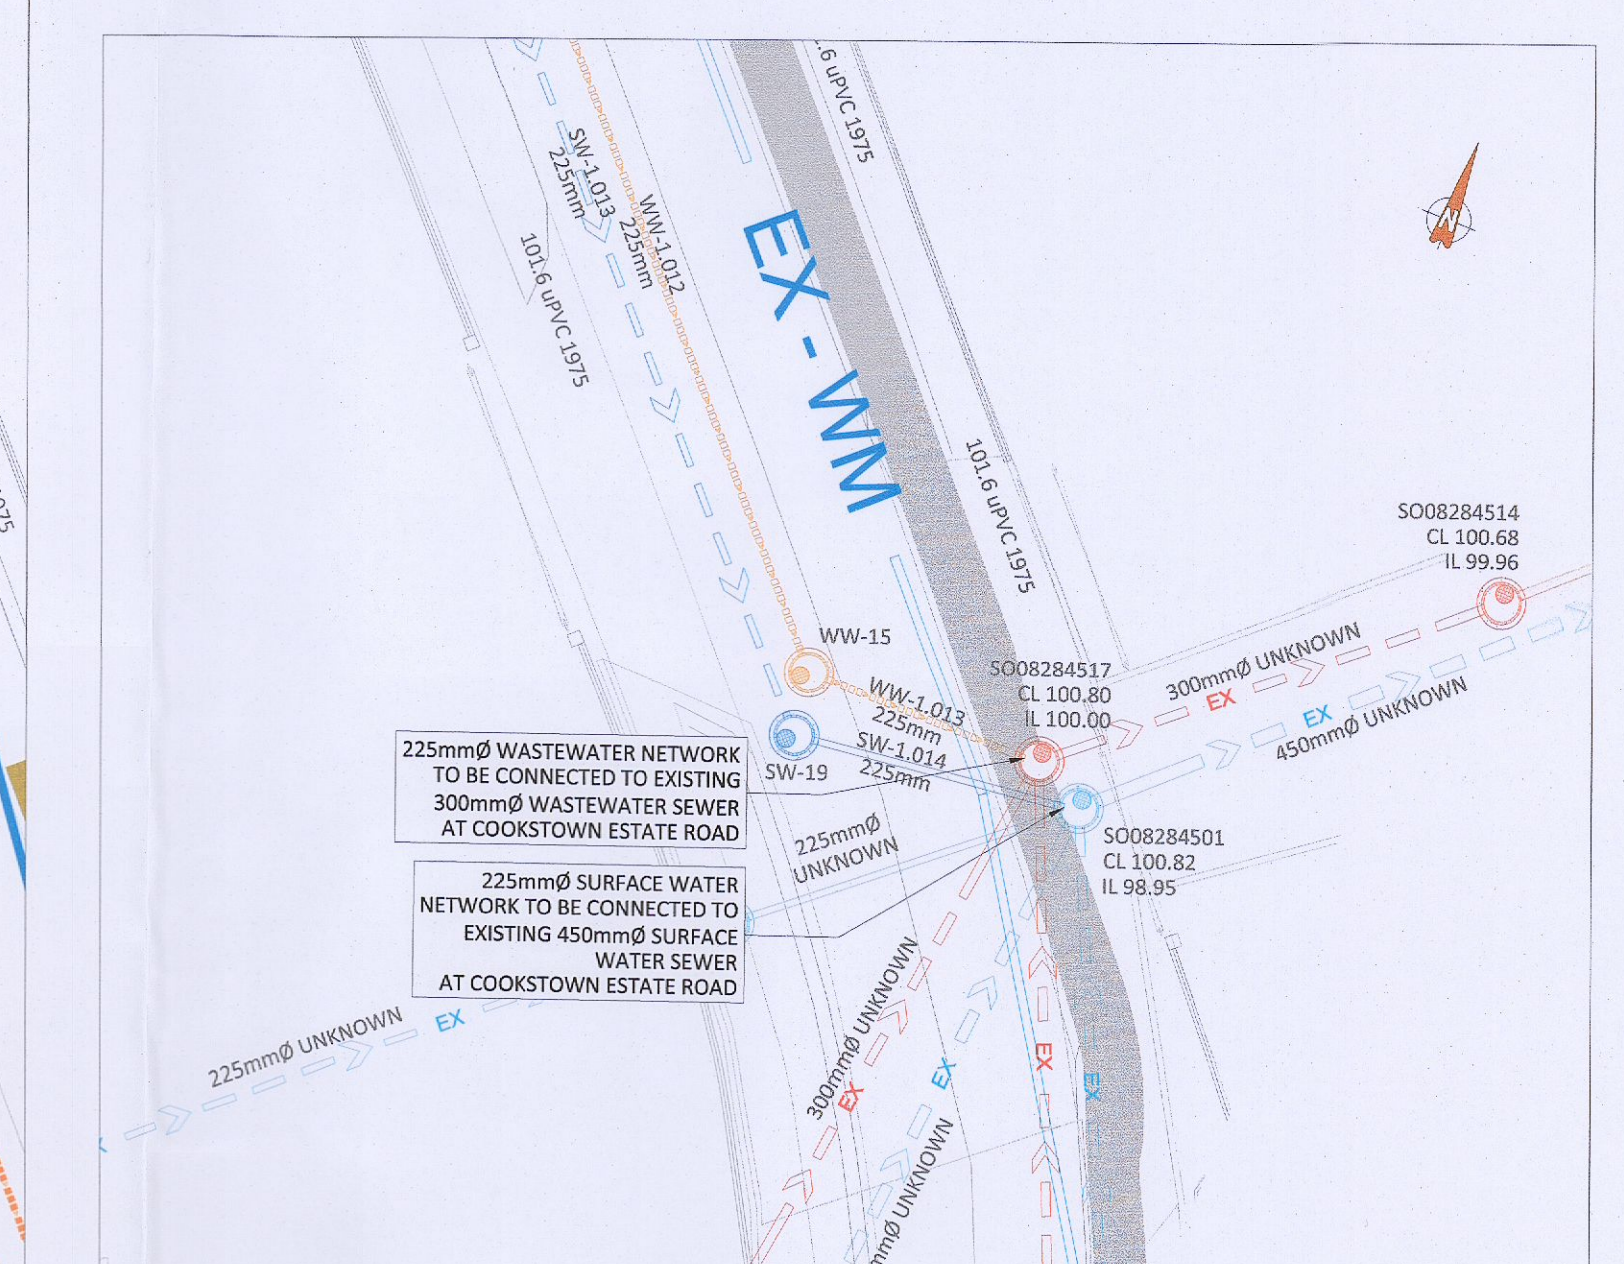 .6 uPVC 1975
SW-1.013
225mm
WW-1.012
225mm
101.6 uPVC 1975
EX - WM
N
101.6 uPVC 1975
SO08284514
CL 100.68
IL 99.96
WW-15
SO08284517
CL 100.80
IL 100.00
300mmØ UNKNOWN
EX
WW-1.013
225mm
SW-1.014
225mm
EX
450mmØ UNKNOWN
225mmØ WASTEWATER NETWORK
TO BE CONNECTED TO EXISTING
300mmØ WASTEWATER SEWER
AT COOKSTOWN ESTATE ROAD
SW-19
225mmØ
UNKNOWN
SO08284501
CL 100.82
IL 98.95
225mmØ SURFACE WATER
NETWORK TO BE CONNECTED TO
EXISTING 450mmØ SURFACE
WATER SEWER
AT COOKSTOWN ESTATE ROAD
225mmØ UNKNOWN
EX
300mmØ UNKNOWN
EX
EX
EX
EX
mmØ UNKNOWN